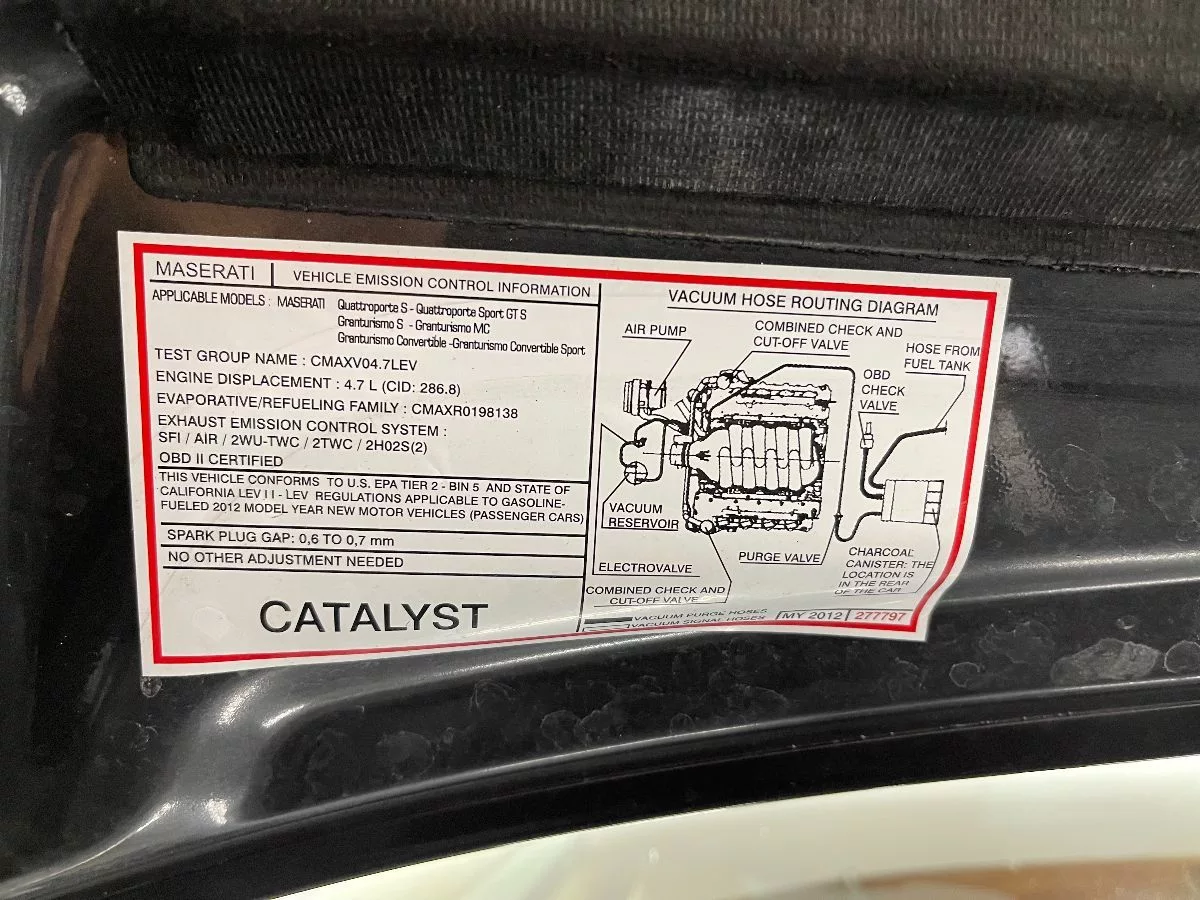 MASERATI | VEHICLE EMISSION CONTROL INFORMATION
APPLICABLE MODELS : MASERATI Quattroporte S - Quattroporte Sport GT S
Granturismo S - Granturismo MC
Granturismo Convertible -Granturismo Convertible Sport
TEST GROUP NAME : CMAXV04.7LEV
ENGINE DISPLACEMENT : 4.7 L (CID: 286.8)
EVAPORATIVE/REFUELING FAMILY : CMAXR0198138
EXHAUST EMISSION CONTROL SYSTEM :
SFI / AIR / 2WU-TWC / 2TWC / 2H02S(2)
OBD II CERTIFIED
THIS VEHICLE CONFORMS TO U.S. EPA TIER 2 - BIN 5 AND STATE OF
CALIFORNIA LEV II - LEV REGULATIONS APPLICABLE TO GASOLINE-
FUELED 2012 MODEL YEAR NEW MOTOR VEHICLES (PASSENGER CARS)
SPARK PLUG GAP: 0,6 TO 0,7 mm
NO OTHER ADJUSTMENT NEEDED
CATALYST
VACUUM HOSE ROUTING DIAGRAM
AIR PUMP
COMBINED CHECK AND
CUT-OFF VALVE
HOSE FROM
FUEL TANK
OBD
CHECK
VALVE
VACUUM
RESERVOIR
ELECTROVALVE
PURGE VALVE
COMBINED CHECK AND
CUT-OFF VALVE
CHARCOAL
CANISTER: THE
LOCATION IS
IN THE REAR
OF THE CAR
VACUUM PURGE HOSES
VACUUM SIGNAL HOSES
MY 2012 | 277797